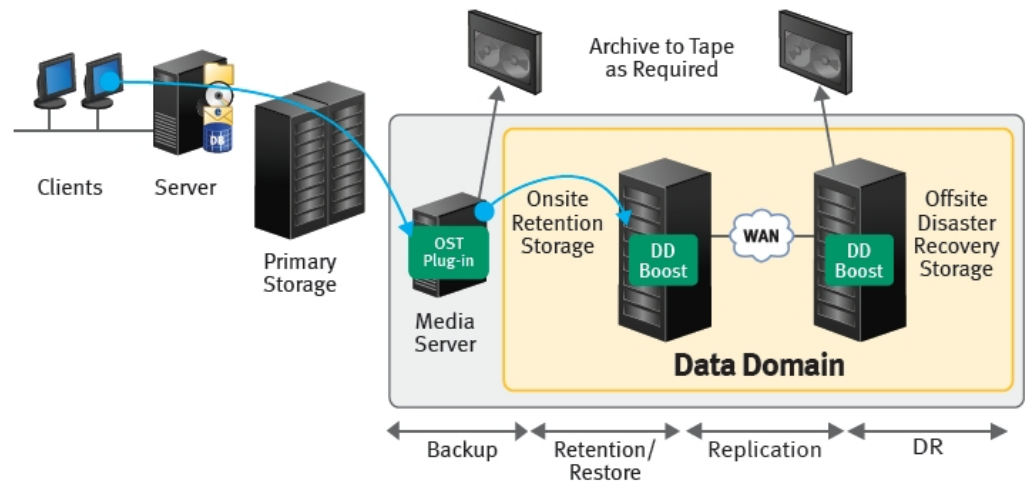 Archive to Tape
as Required
DB
Clients
Server
Primary
Storage
OST
Plug-in
Media
Server
Onsite
Retention
Storage
DD
Boost
WAN
DD
Boost
Offsite
Disaster
Recovery
Storage
Data Domain
Backup
Retention/
Restore
Replication
DR